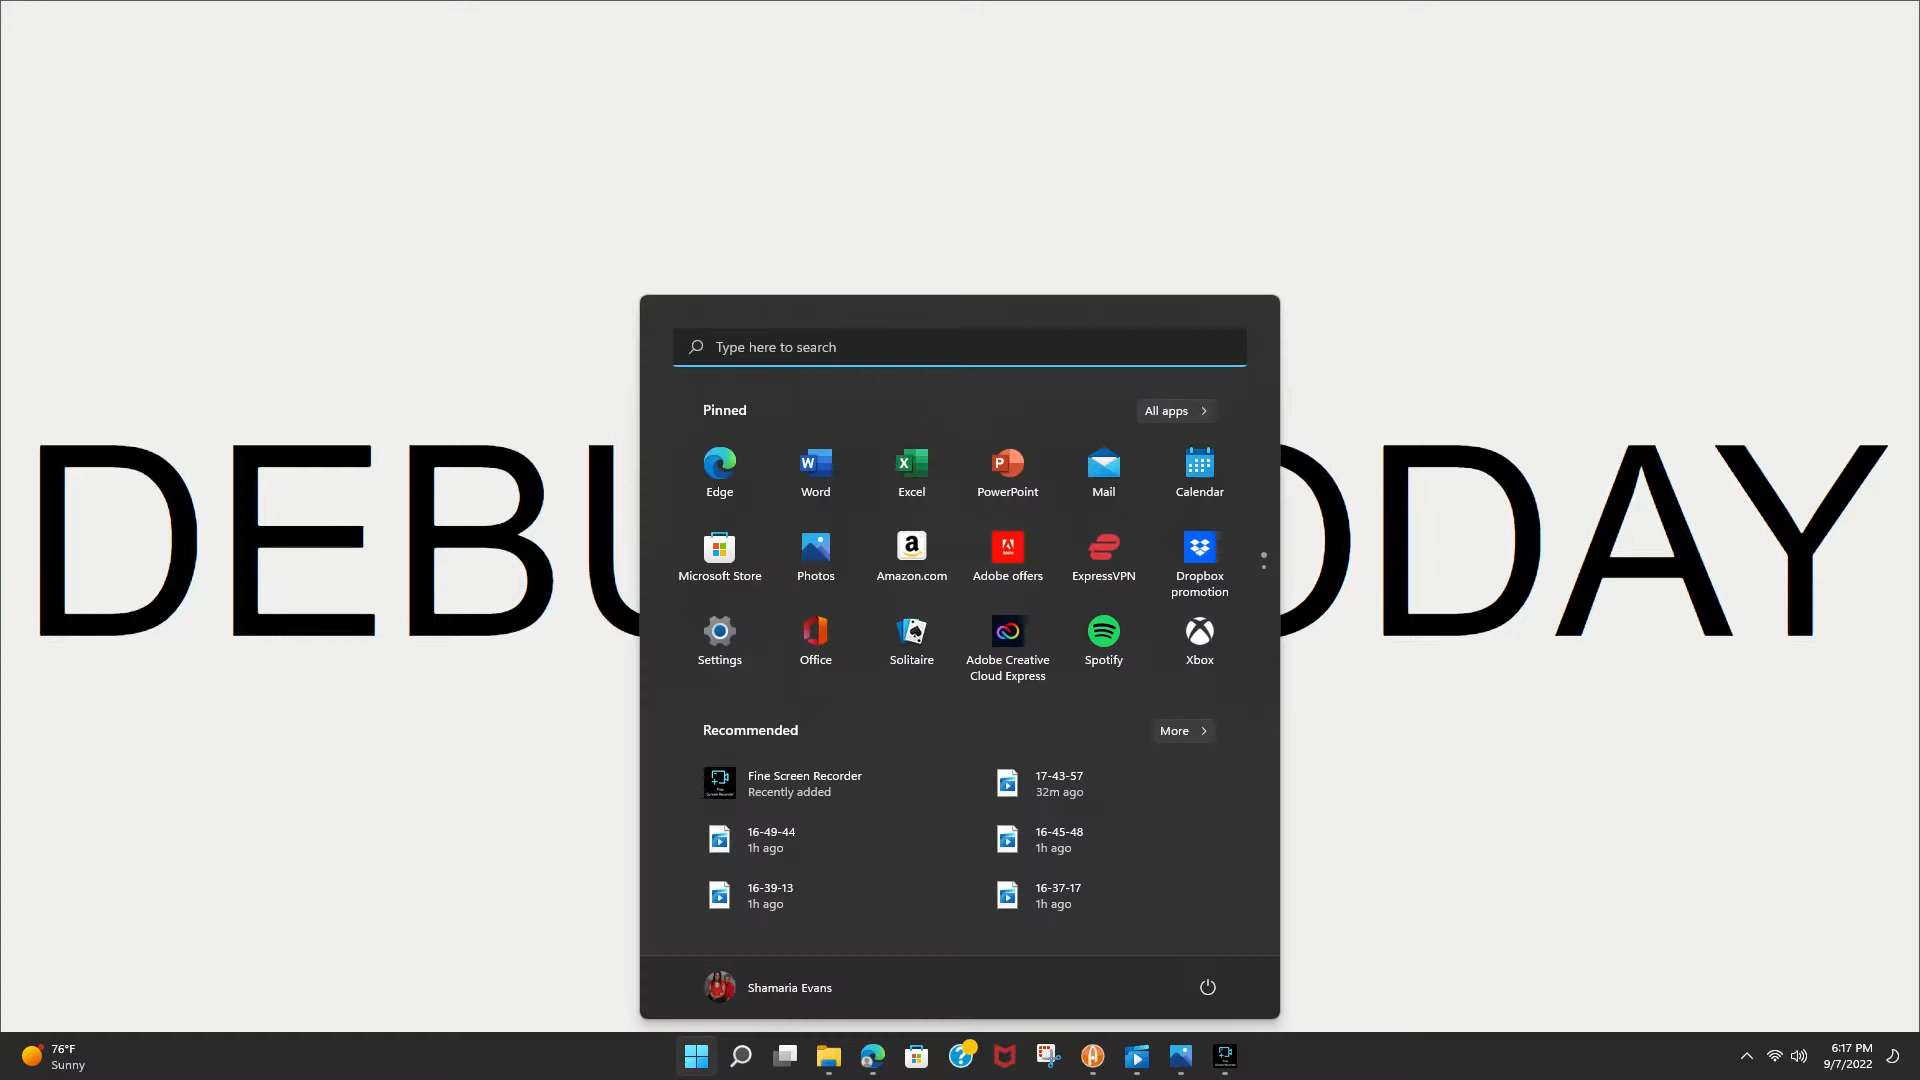 DEBU
ODAY
Type here to search
Pinned
All apps
Edge
Word
Excel
PowerPoint
Mail
Calendar
Microsoft Store
Photos
Amazon.com
Adobe offers
ExpressVPN
Dropbox
promotion
Settings
Office
Solitaire
Adobe Creative
Cloud Express
Spotify
Xbox
Recommended
More
Fine Screen Recorder
Recently added
17-43-57
32m ago
16-49-44
1h ago
16-45-48
1h ago
16-39-13
1h ago
16-37-17
1h ago
Shamaria Evans
76°F
Sunny
6:17 PM
9/7/2022